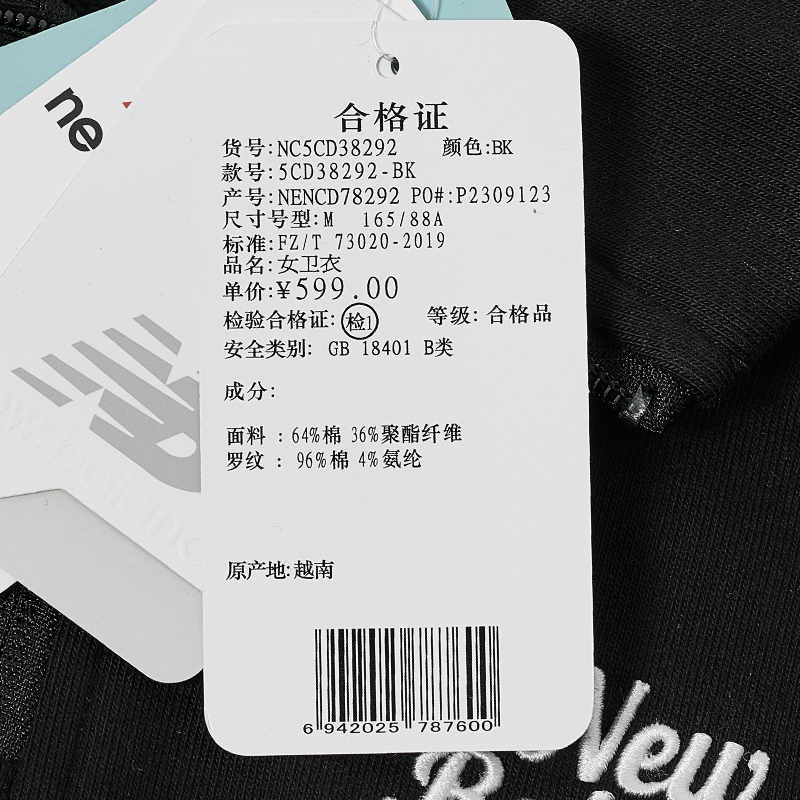 ne
合格证
货号:NC5CD38292 颜色:BK
款号:5CD38292-BK
产号:NENCD78292 PO#:P2309123
尺寸号型:M 165/88A
标准:FZ/T 73020-2019
品名:女卫衣
单价:¥599.00
检验合格证:检1 等级:合格品
安全类别: GB 18401 B类
成分:
面料 : 64%棉 36%聚酯纤维
罗纹 : 96%棉 4%氨纶
原产地:越南
6 942025 787600
New